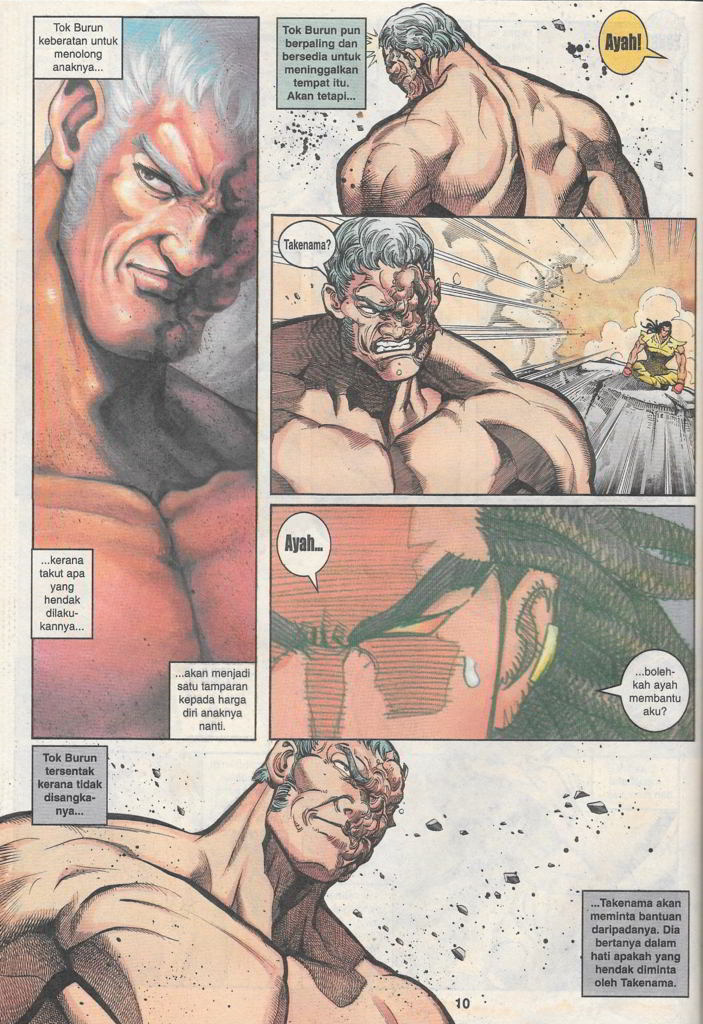 Tok Burun
keberatan untuk
menolong
anaknya...
...kerana
takut apa
yang
hendak
dilaku-
kannya...
...akan menjadi
satu tamparan
kepada harga
diri anaknya
nanti.
Tok Burun pun
berpaling dan
bersedia untuk
meninggalkan
tempat itu.
Akan tetapi...
Ayah!
Takenama?
Ayah...
...boleh-
kah ayah
membantu
aku?
Tok Burun
tersentak
kerana tidak
disangka-
nya...
...Takenama akan
meminta bantuan
daripadanya. Dia
bertanya dalam
hati apakah yang
hendak diminta
oleh Takenama.
10